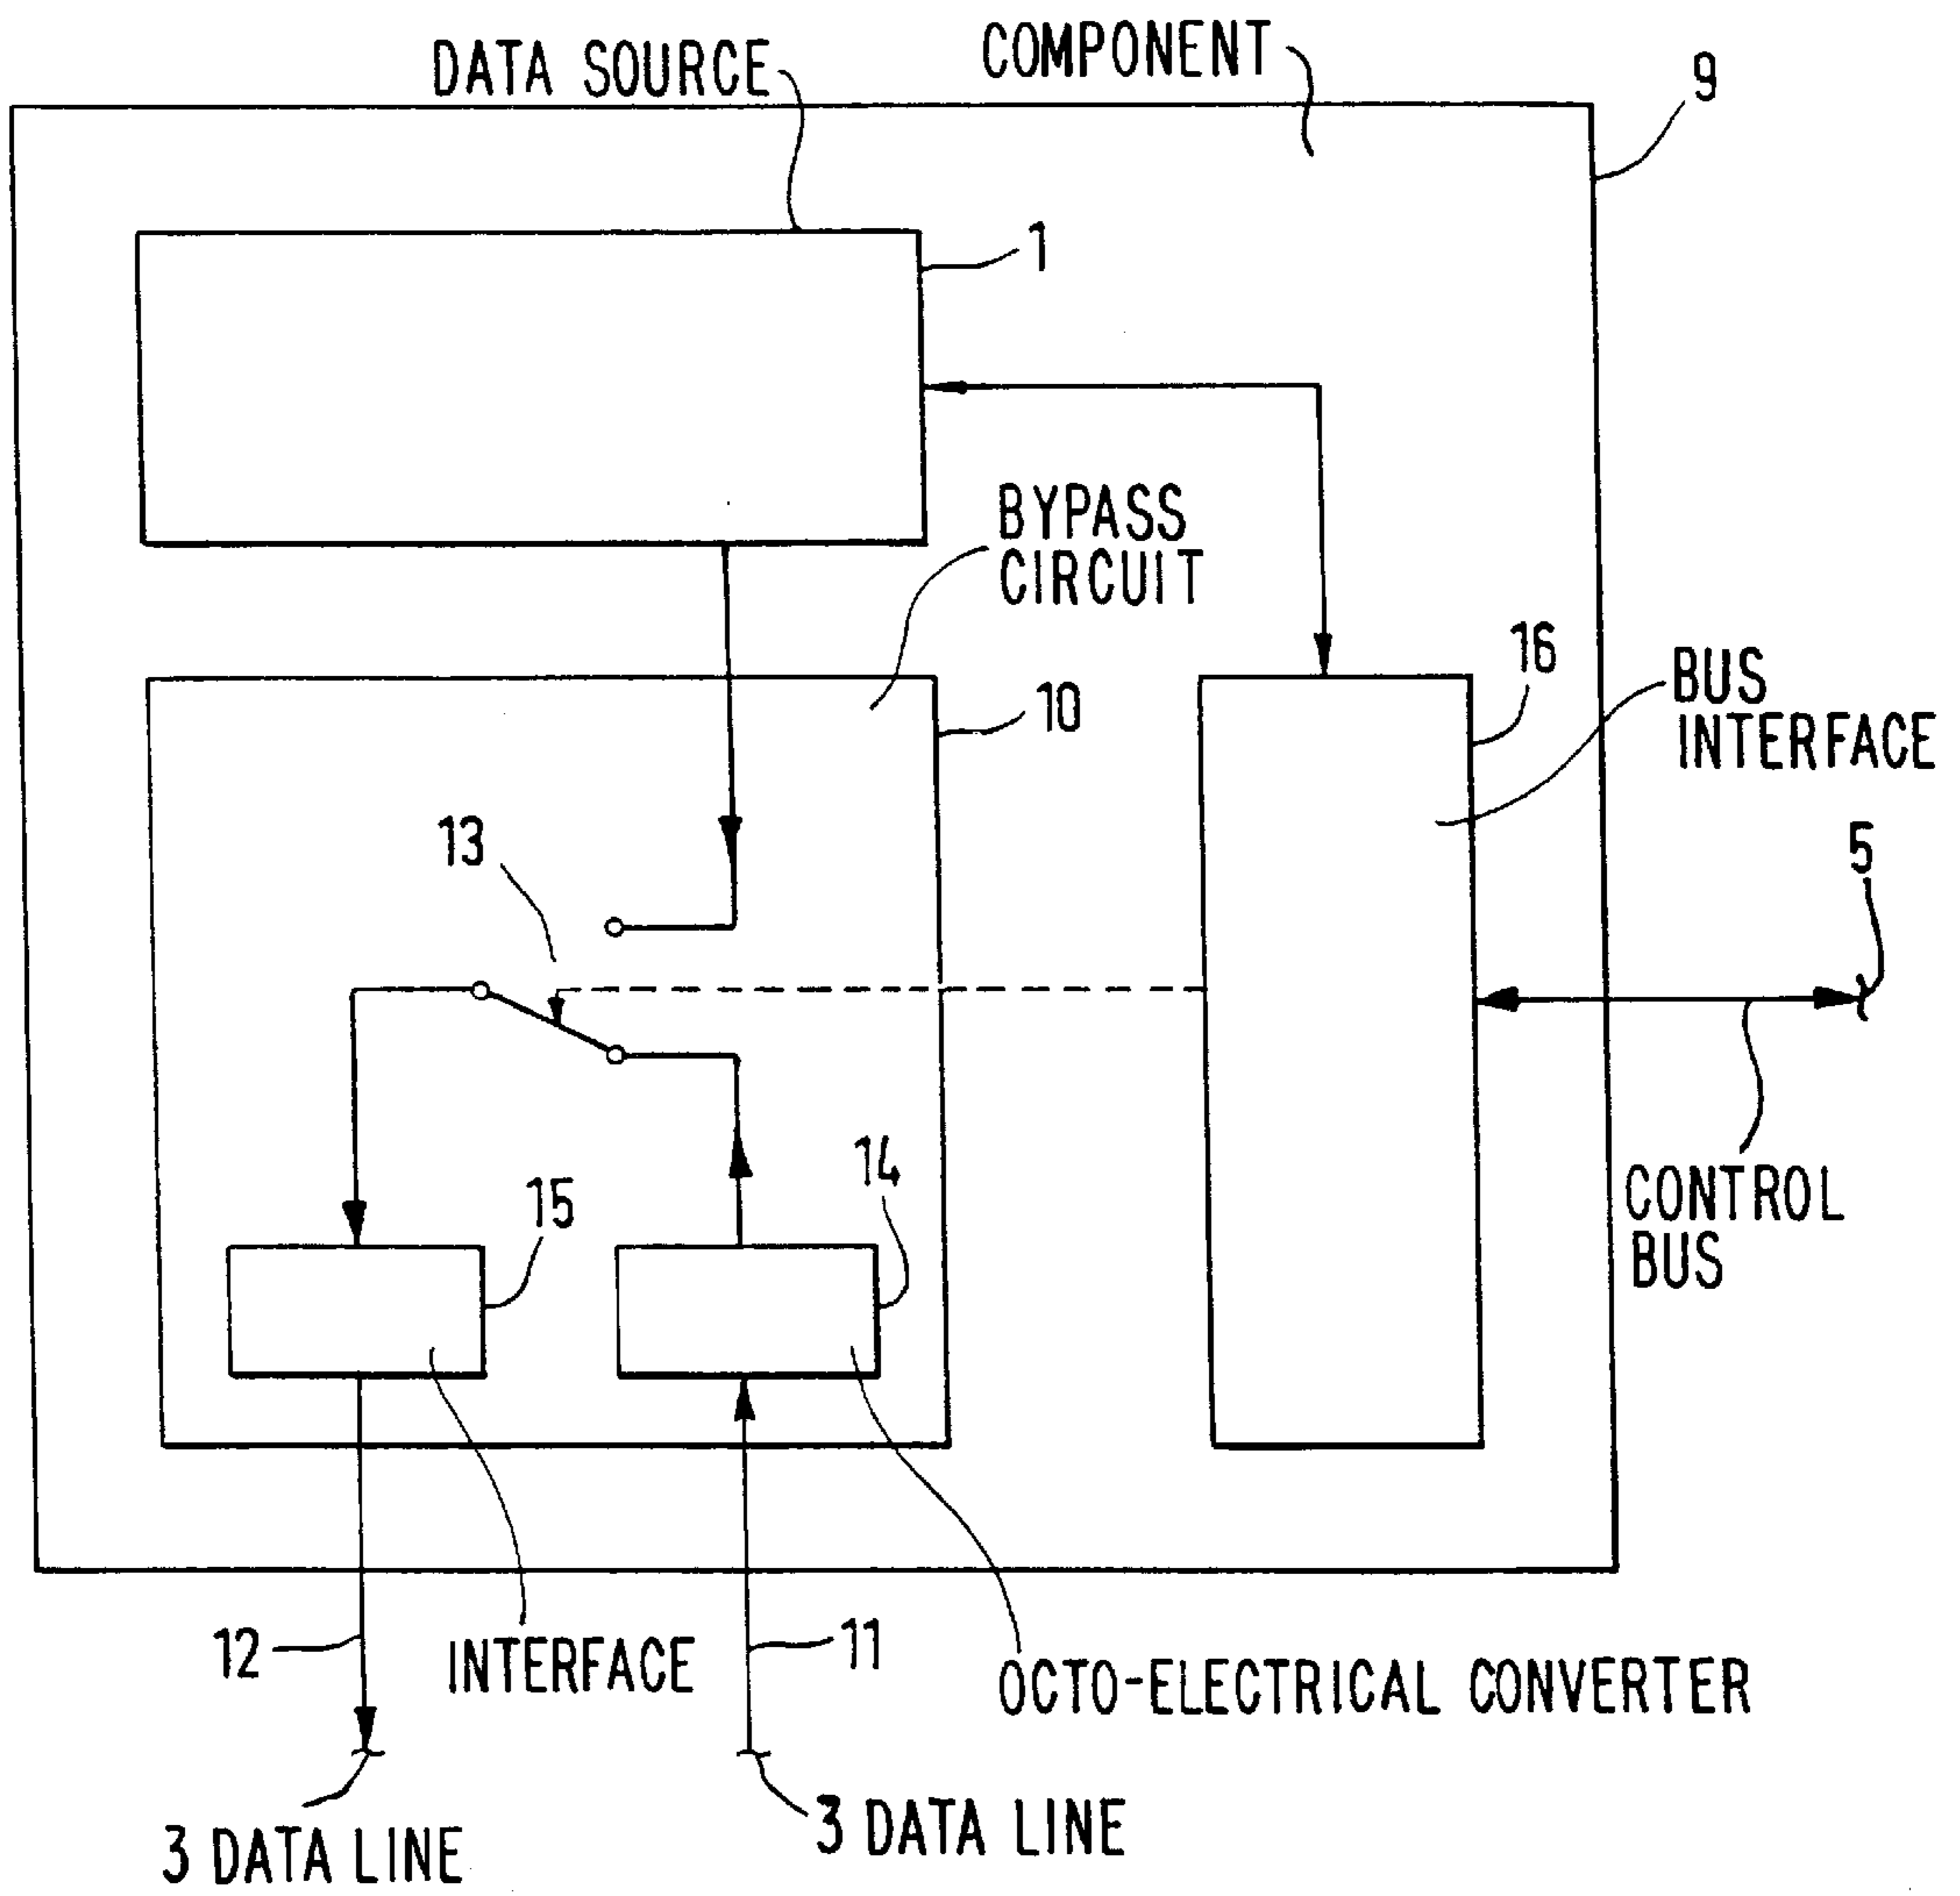 DATA SOURCE
COMPONENT
9
1
BYPASS
CIRCUIT
10
16
BUS
INTERFACE
13
5
14
15
CONTROL
BUS
12
INTERFACE
11
OCTO-ELECTRICAL CONVERTER
3 DATA LINE
3 DATA LINE